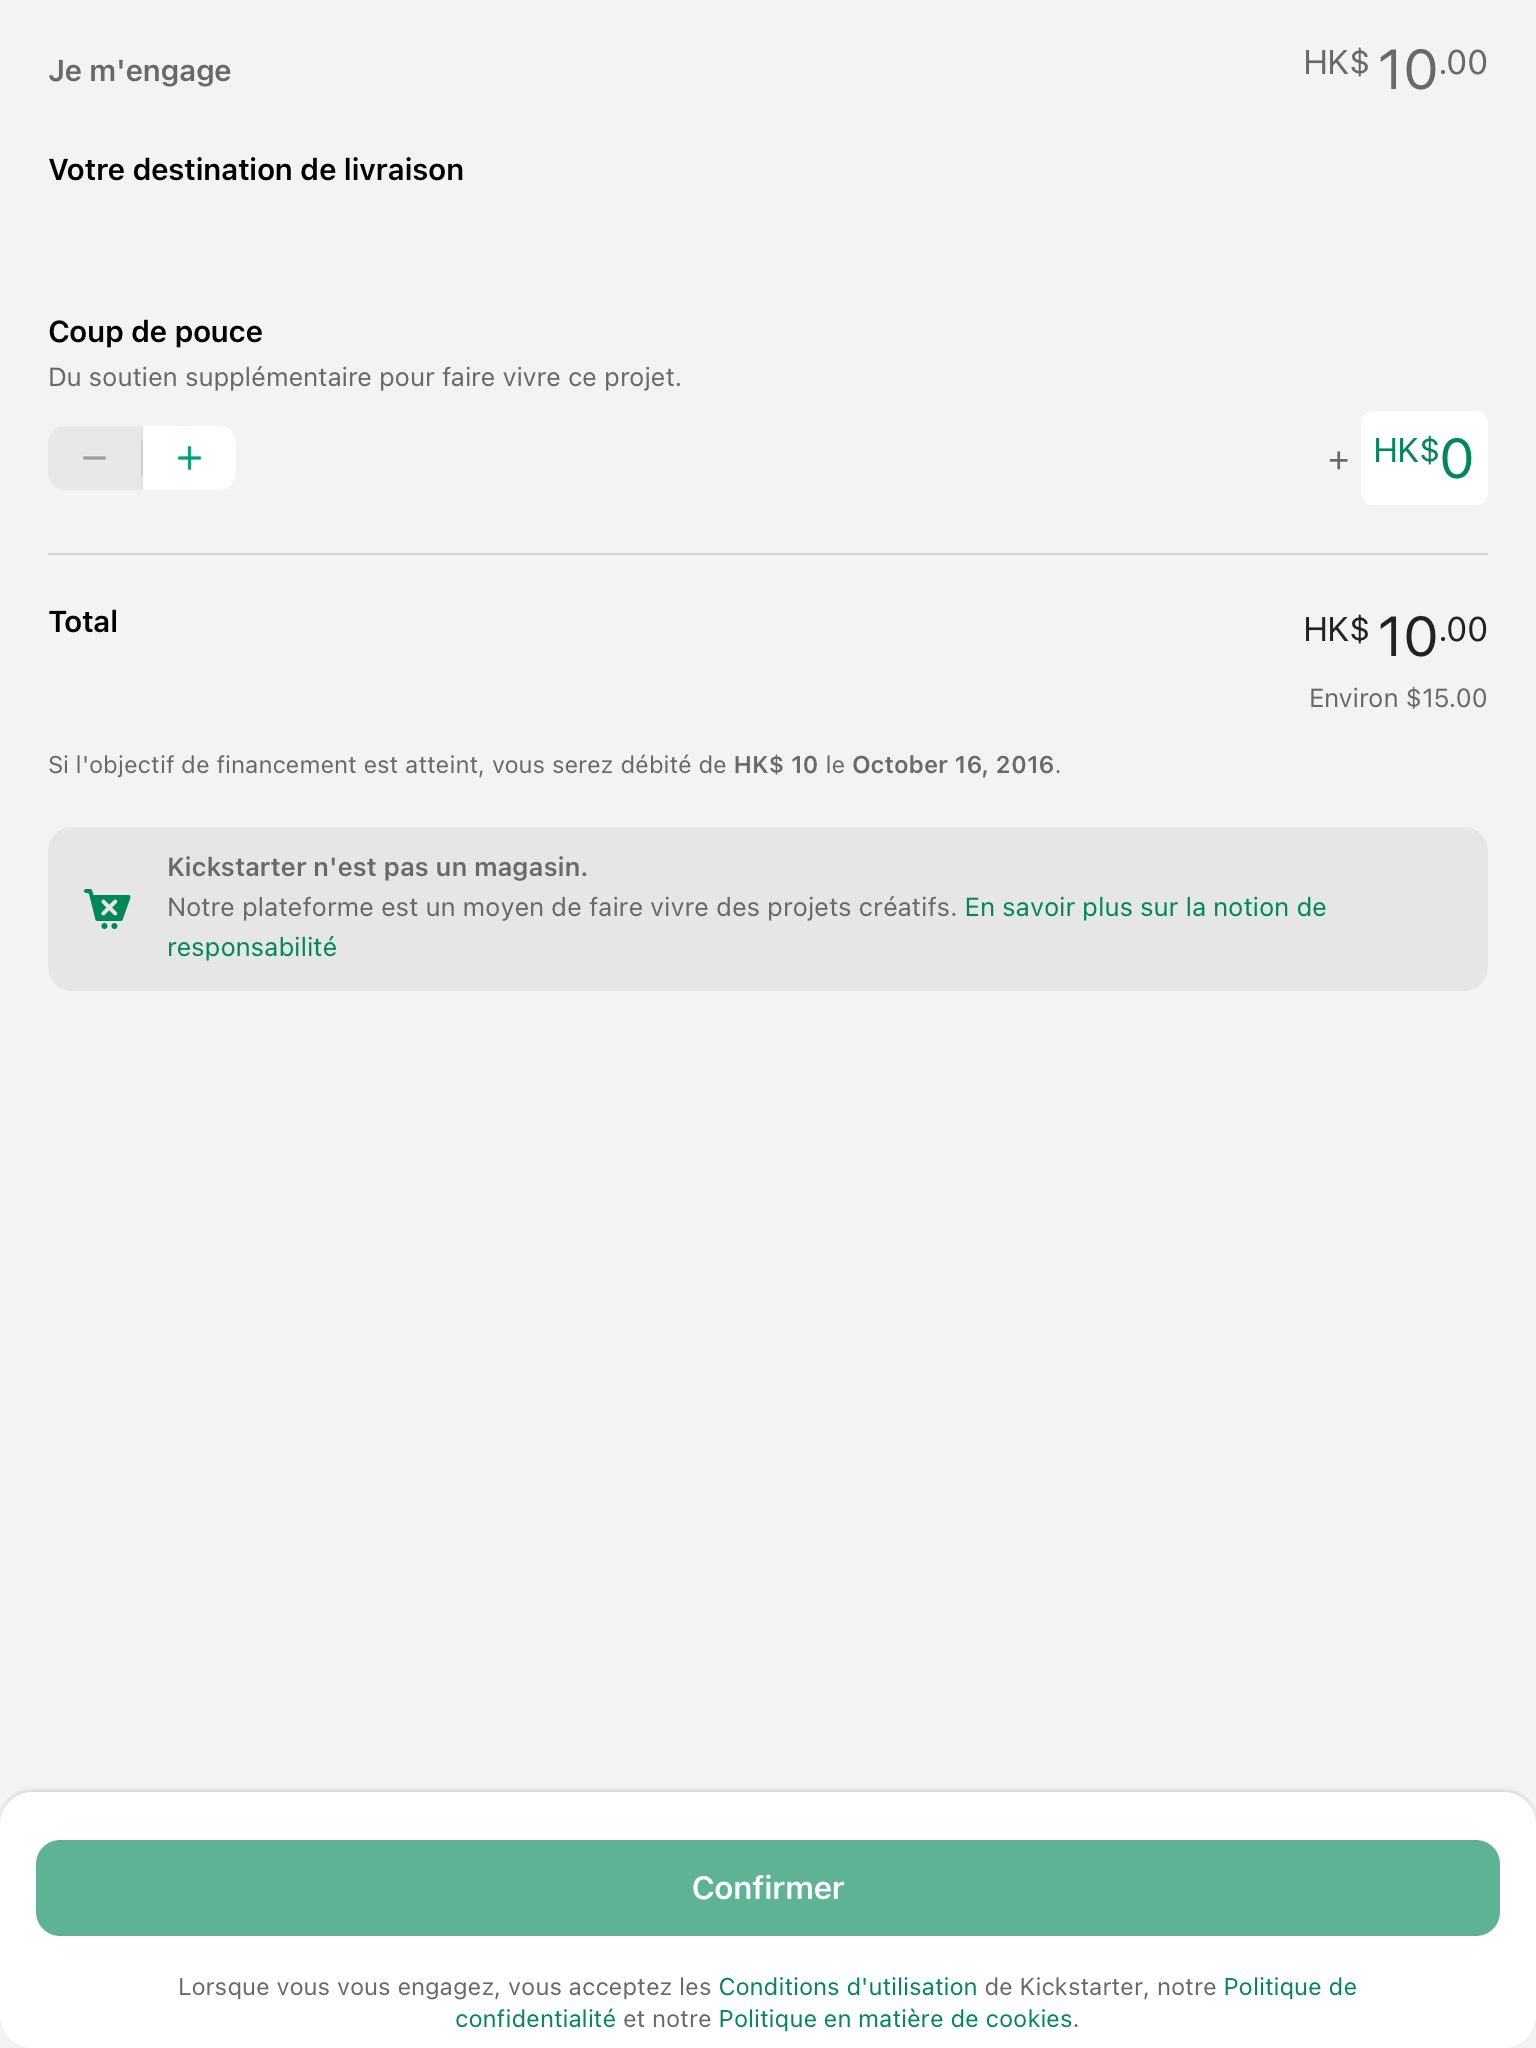 Je m'engage HK$ 10.00
Votre destination de livraison
Coup de pouce
Du soutien supplémentaire pour faire vivre ce projet.
− + + HK$0
Total HK$ 10.00
Environ $15.00
Si l'objectif de financement est atteint, vous serez débité de HK$ 10 le October 16, 2016.
Kickstarter n'est pas un magasin.
Notre plateforme est un moyen de faire vivre des projets créatifs. En savoir plus sur la notion de
responsabilité
Confirmer
Lorsque vous vous engagez, vous acceptez les Conditions d'utilisation de Kickstarter, notre Politique de
confidentialité et notre Politique en matière de cookies.